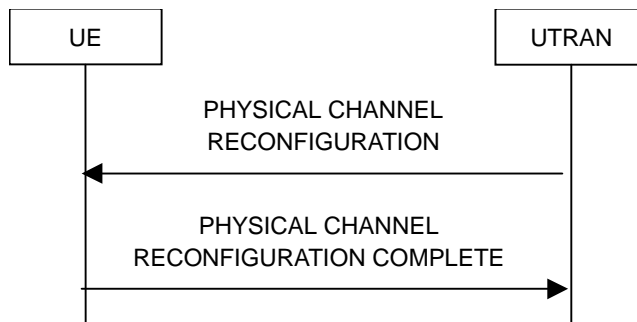 UE
UTRAN
PHYSICAL CHANNEL
RECONFIGURATION
PHYSICAL CHANNEL
RECONFIGURATION COMPLETE